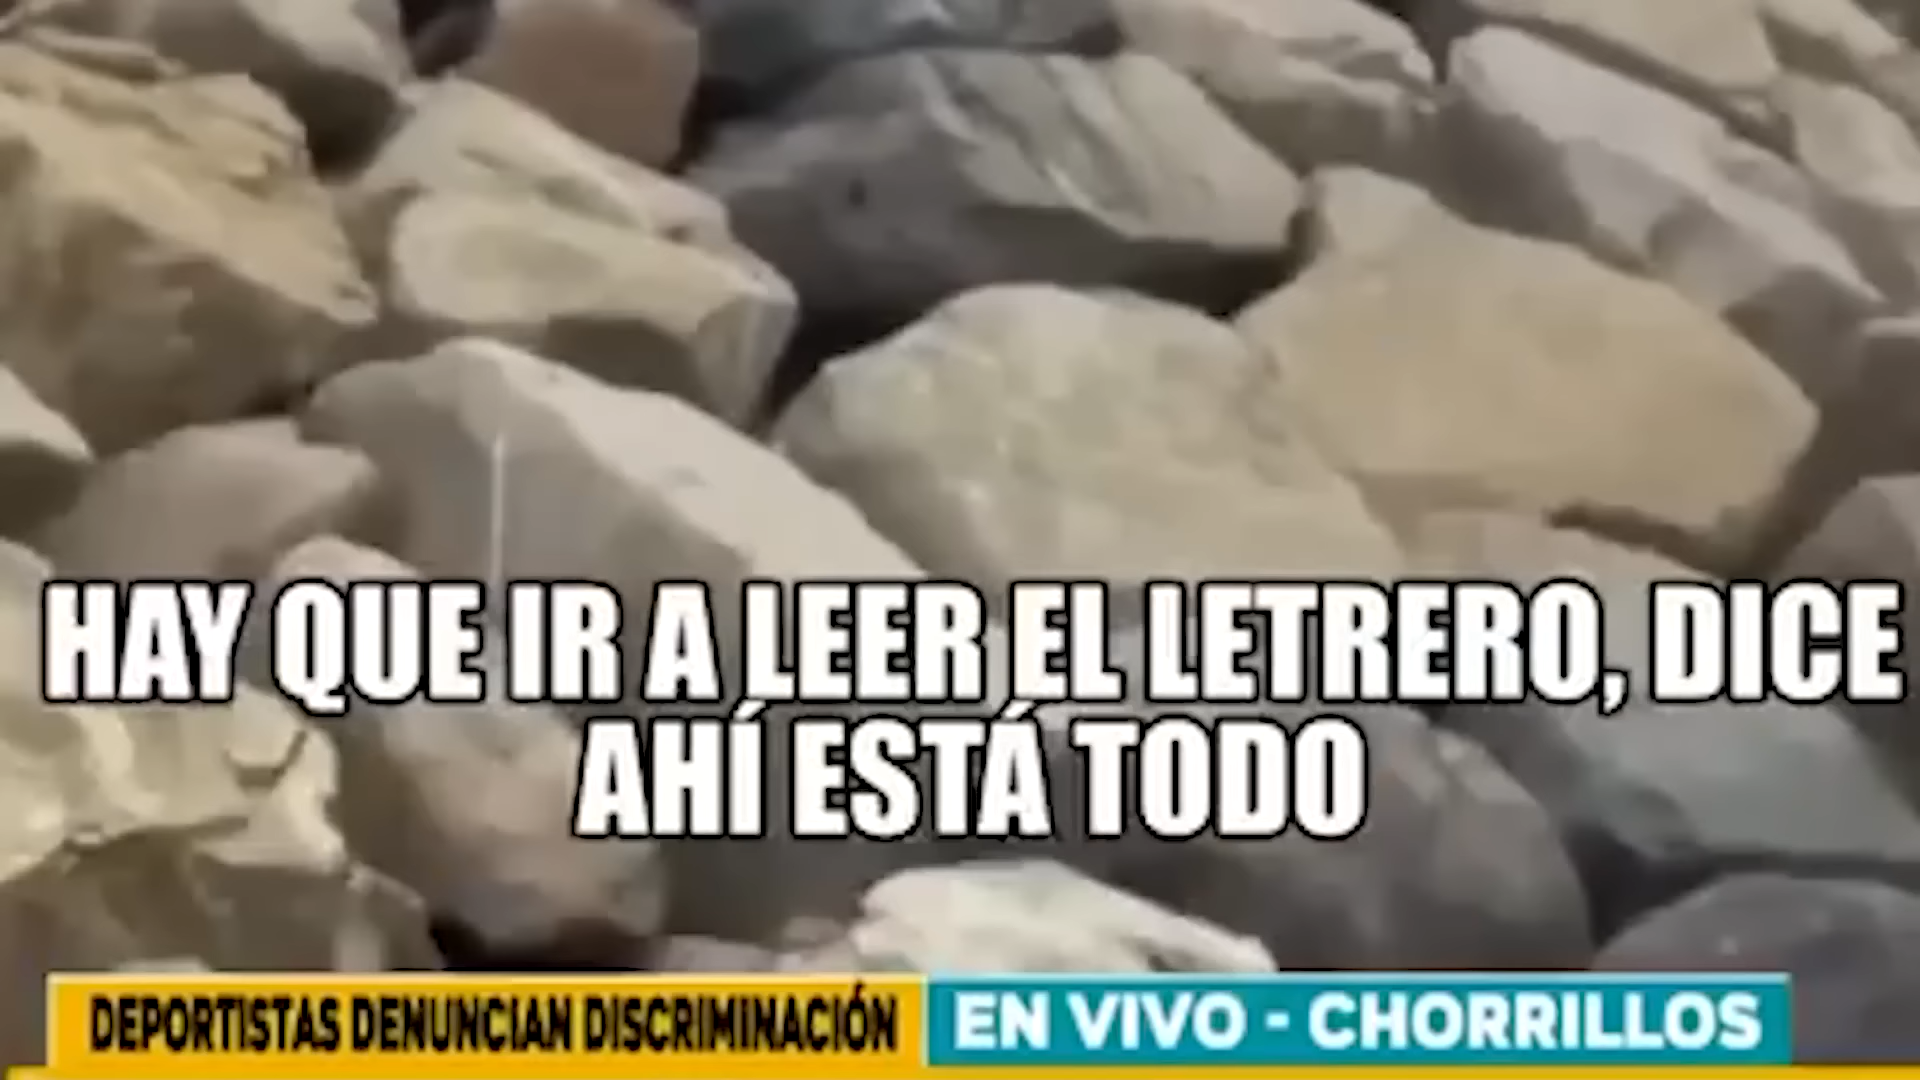 HAY QUE IR A LEER EL LETRERO, DICE
AHÍ ESTÁ TODO
DEPORTISTAS DENUNCIAN DISCRIMINACIÓN
EN VIVO - CHORRILLOS